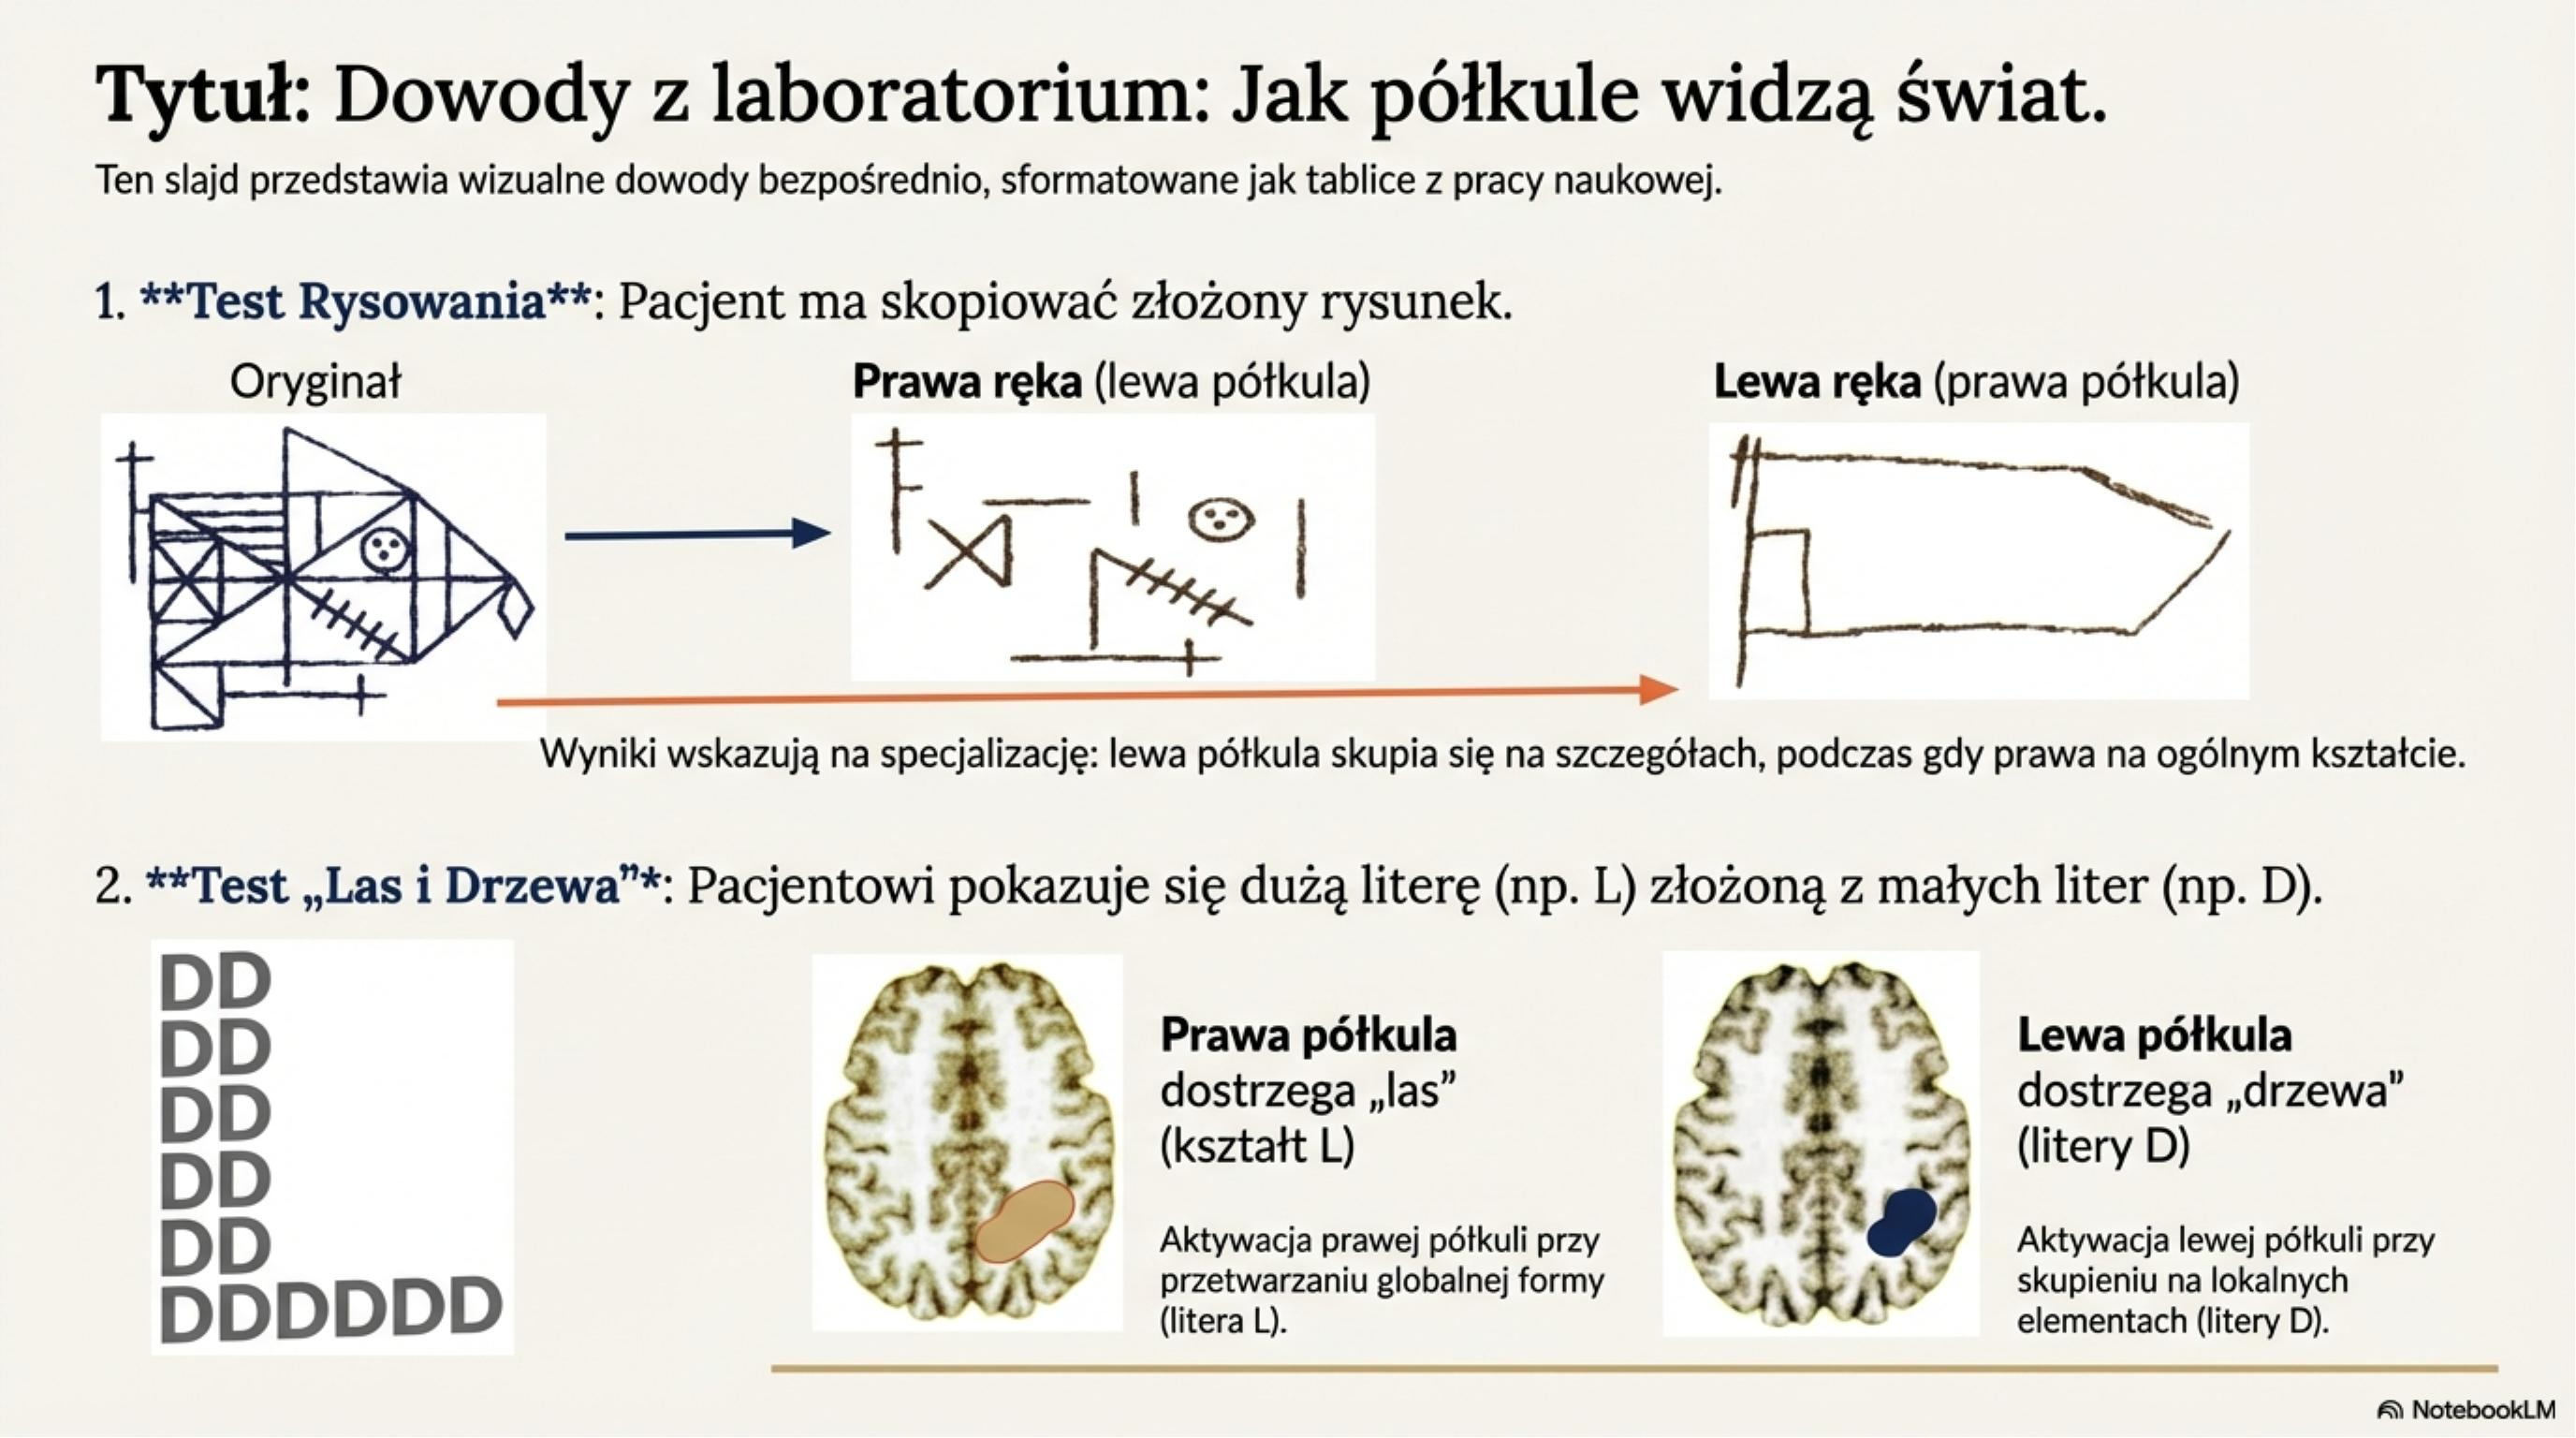 Tytuł: Dowody z laboratorium: Jak półkule widzą świat.
Ten slajd przedstawia wizualne dowody bezpośrednio, sformatowane jak tablice z pracy naukowej.
1. **Test Rysowania**: Pacjent ma skopiować złożony rysunek.
Oryginał
Prawa ręka (lewa półkula)
Lewa ręka (prawa półkula)
Wyniki wskazują na specjalizację: lewa półkula skupia się na szczegółach, podczas gdy prawa na ogólnym kształcie.
2. **Test „Las i Drzewa”*: Pacjentowi pokazuje się dużą literę (np. L) złożoną z małych liter (np. D).
DD
DD
DD
DD
DD
DDDDDD
Prawa półkula
dostrzega „las”
(kształt L)
Aktywacja prawej półkuli przy
przetwarzaniu globalnej formy
(litera L).
Lewa półkula
dostrzega „drzewa”
(litery D)
Aktywacja lewej półkuli przy
skupieniu na lokalnych
elementach (litery D).
NotebookLM